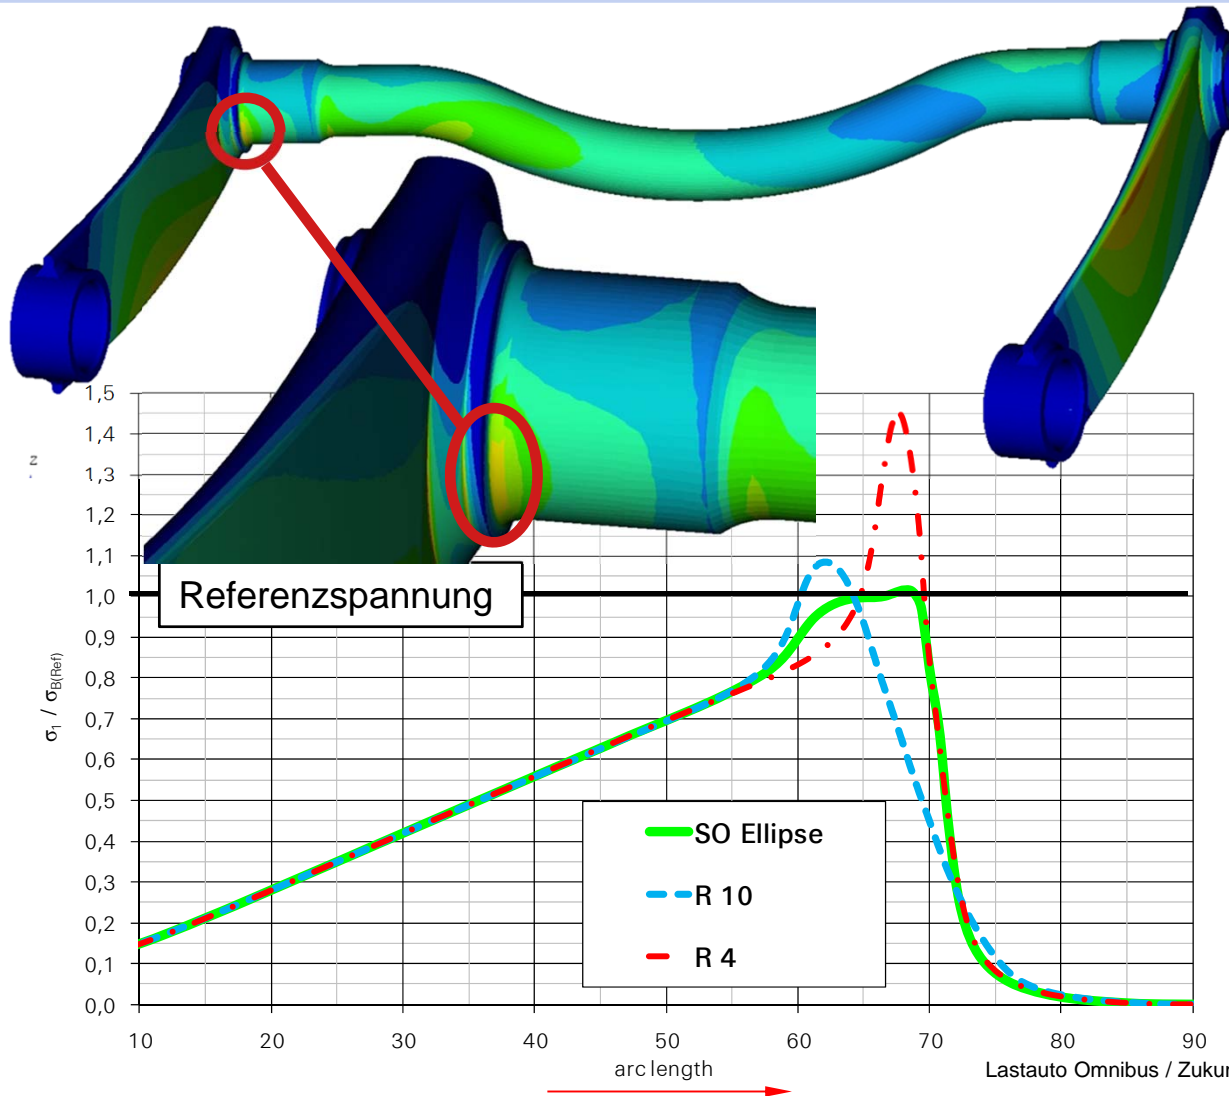 z
1,5
1,4
1,3
1,2
1,1
1,0
0,9
0,8
0,7
0,6
0,5
0,4
0,3
0,2
0,1
0,0
σ1 / σB(Ref)
Referenzspannung
SO Ellipse
R 10
R 4
10 20 30 40 50 60 70 80 90
arc length
Lastauto Omnibus / Zukun